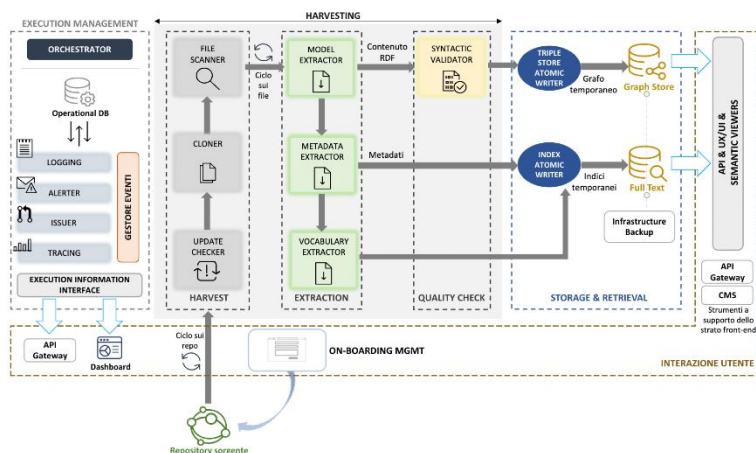 HARVESTING
EXECUTION MANAGEMENT
ORCHESTRATOR
Operational DB
LOGGING
ALERTER
ISSUER
TRACING
GESTORE EVENTI
EXECUTION INFORMATION
INTERFACE
API
Gateway
Dashboard
FILE
SCANNER
CLONER
UPDATE
CHECKER
HARVEST
Ciclo
sui
file
MODEL
EXTRACTOR
METADATA
EXTRACTOR
VOCABULARY
EXTRACTOR
EXTRACTION
Contenuto
RDF
Metadati
SYNTACTIC
VALIDATOR
QUALITY CHECK
TRIPLE
STORE
ATOMIC
WRITER
Grafo
temporaneo
Graph Store
INDEX
ATOMIC
WRITER
Indici
temporanei
Full Text
Infrastructure
Backup
STORAGE & RETRIEVAL
API & UX/UI &
SEMANTIC VIEWERS
API
Gateway
CMS
Strumenti a
supporto dello
strato front-end
Ciclo sui
repo
ON-BOARDING MGMT
INTERAZIONE UTENTE
Repository sorgente